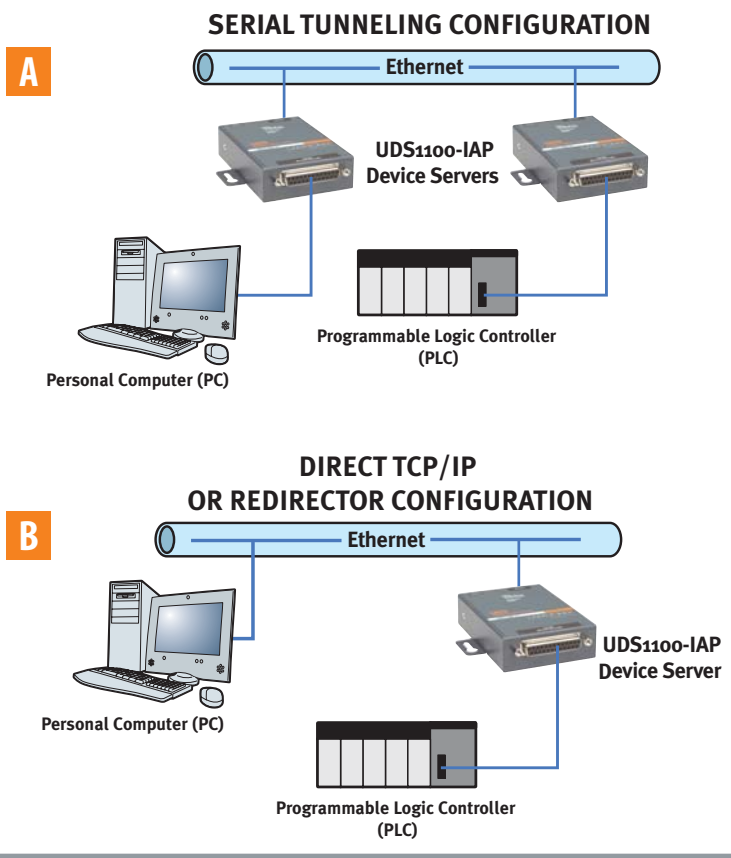 SERIAL TUNNELING CONFIGURATION
A
Ethernet
UDS1100-IAP
Device Servers
Programmable Logic Controller
(PLC)
Personal Computer (PC)
DIRECT TCP/IP
OR REDIRECTOR CONFIGURATION
B
Ethernet
UDS1100-IAP
Device Server
Personal Computer (PC)
Programmable Logic Controller
(PLC)